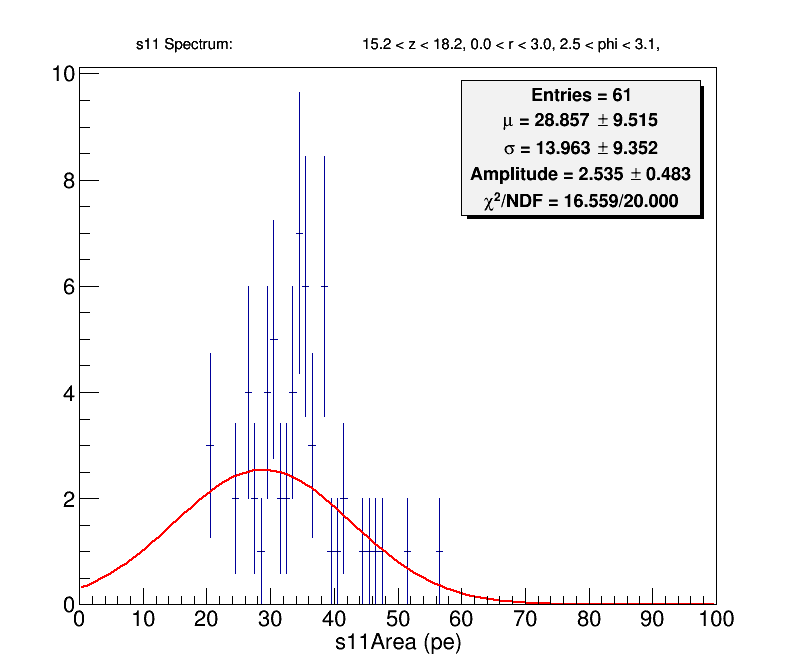 s11 Spectrum: 15.2 < z < 18.2, 0.0 < r < 3.0, 2.5 < phi < 3.1,
Entries = 61
μ = 28.857 ± 9.515
σ = 13.963 ± 9.352
Amplitude = 2.535 ± 0.483
χ²/NDF = 16.559/20.000
10
8
6
4
2
0
0 10 20 30 40 50 60 70 80 90 100
s11Area (pe)